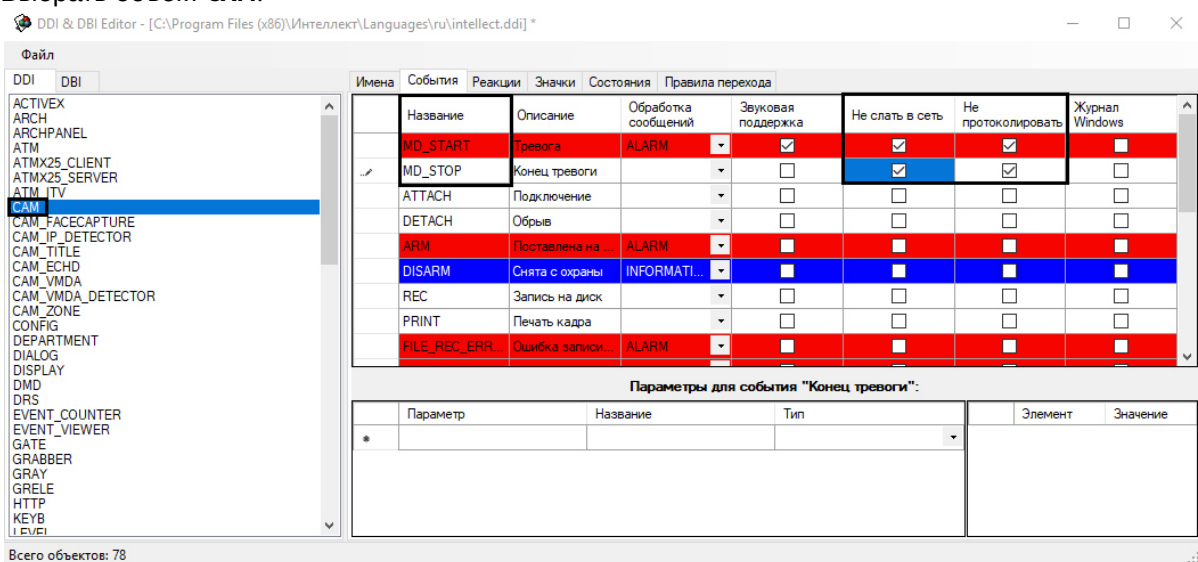 DDI & DBI Editor - [C:\Program Files (x86)\Интеллект\Languages\ru\intellect.ddi] *
Файл
DDI DBI
ACTIVEX
ARCH
ARCHPANEL
ATM
ATMX25_CLIENT
ATMX25_SERVER
ATM_ITV
CAM
CAM_FACECAPTURE
CAM_IP_DETECTOR
CAM_TITLE
CAM_ECHD
CAM_VMDA
CAM_VMDA_DETECTOR
CAM_ZONE
CONFIG
DEPARTMENT
DIALOG
DISPLAY
DMD
DRS
EVENT_COUNTER
EVENT_VIEWER
GATE
GRABBER
GRAY
GRELE
HTTP
KEYB
LEVEL
Имена События Реакции Значки Состояния Правила перехода
Название Описание Обработка сообщений Звуковая поддержка Не слать в сеть Не протоколировать Журнал Windows
MD_START Тревога ALARM
MD_STOP Конец тревоги
ATTACH Подключение
DETACH Обрыв
ARM Поставлена на ... ALARM
DISARM Снята с охраны INFORMATI...
REC Запись на диск
PRINT Печать кадра
FILE_REC_ERR... Ошибка записи... ALARM
Параметры для события "Конец тревоги":
Параметр Название Тип Элемент Значение
Всего объектов: 78